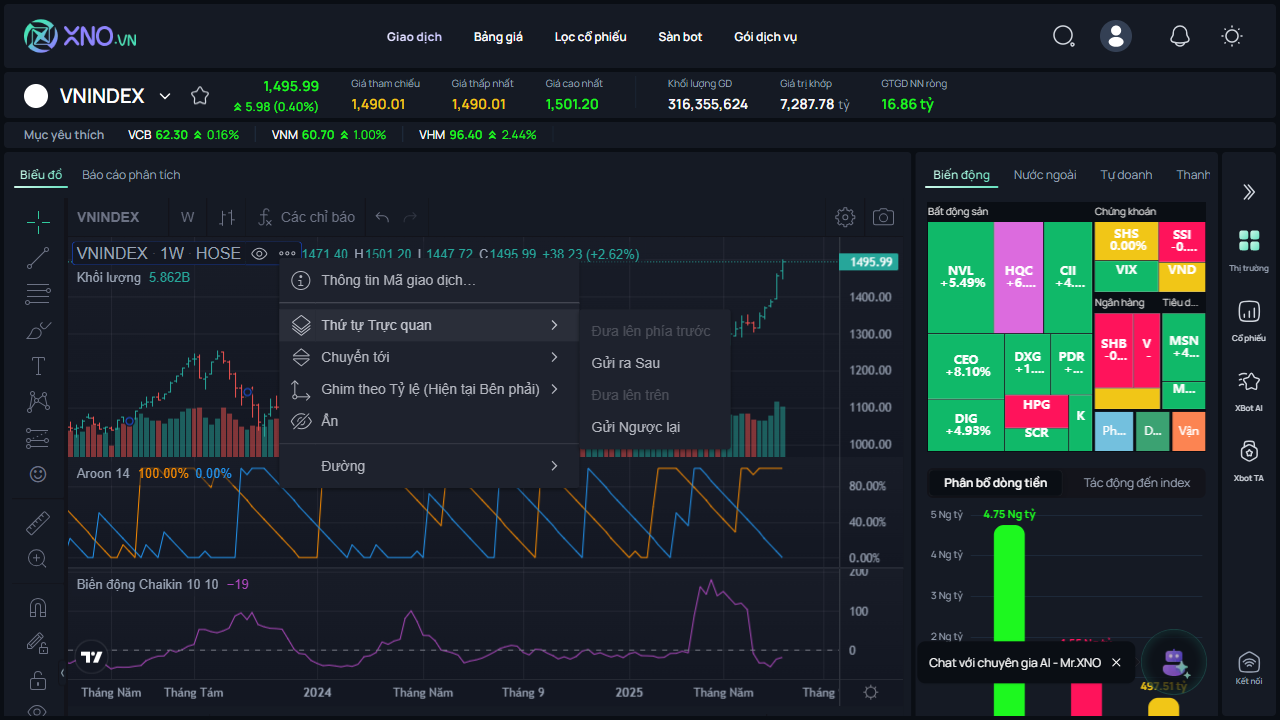 XNO.VN
Giao dịch
Bảng giá
Lọc cổ phiếu
Sàn bot
Gói dịch vụ
VNINDEX
1,495.99
5.98 (0.40%)
Giá tham chiếu
1,490.01
Giá thấp nhất
1,490.01
Giá cao nhất
1,501.20
Khối lượng GD
316,355,624
Giá trị khớp
7,287.78 tỷ
GTGD NN ròng
16.86 tỷ
Mục yêu thích
VCB 62.30 0.16%
VNM 60.70 1.00%
VHM 96.40 2.44%
Biểu đồ
Báo cáo phân tích
VNINDEX
W
Các chỉ báo
VNINDEX · 1W · HOSE
1471.40 H1501.20 L1447.72 C1495.99 +38.23 (+2.62%)
Khối lượng 5.862B
Thông tin Mã giao dịch...
Thứ tự Trực quan
Chuyển tới
Ghim theo Tỷ lệ (Hiện tại Bên phải)
Ẩn
Đường
Đưa lên phía trước
Gửi ra Sau
Đưa lên trên
Gửi Ngược lại
1495.99
1400.00
1300.00
1200.00
1100.00
1000.00
Aroon 14 100.00% 0.00%
80.00%
40.00%
0.00%
Biên động Chaikin 10 10 −19
200
100
0
Tháng Năm
Tháng Tám
2024
Tháng Năm
Tháng 9
2025
Tháng Năm
Tháng
Biến động
Nước ngoài
Tự doanh
Thanh
Bất động sản
NVL
+5.49%
HQC
+6....
CII
+4....
CEO
+8.10%
DXG
+1....
PDR
+...
DIG
+4.93%
HPG
SCR
K
Chứng khoán
SHS
0.00%
SSI
-0....
VIX
VND
Ngân hàng
SHB
-0...
V
-
Tiêu d...
MSN
+4...
M...
Ph...
D...
Vận
Phân bổ dòng tiền
Tác động đến index
5 Ng tỷ
4.75 Ng tỷ
4 Ng tỷ
3 Ng tỷ
2 Ng tỷ
497.51 tỷ
Chat với chuyên gia AI - Mr.XNO
Thị trường
Cổ phiếu
XBot AI
Xbot TA
Kết nối